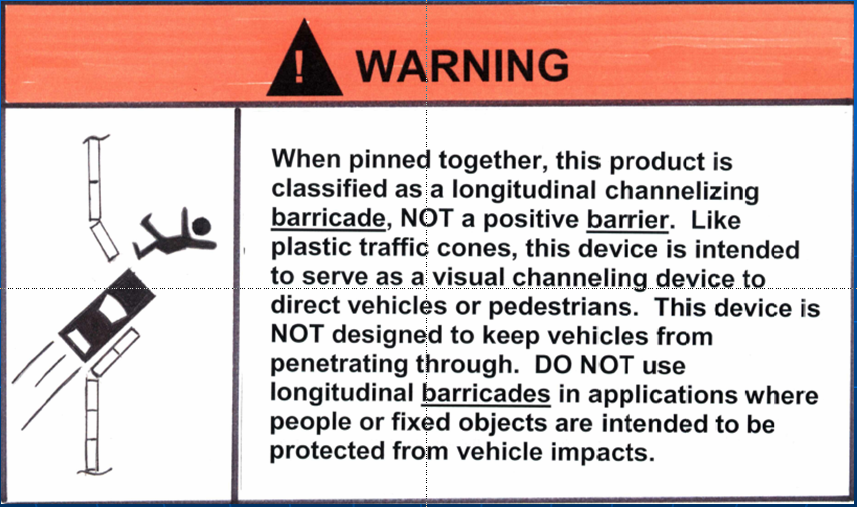 ! WARNING
When pinned together, this product is
classified as a longitudinal channelizing
barricade, NOT a positive barrier.  Like
plastic traffic cones, this device is intended
to serve as a visual channeling device to
direct vehicles or pedestrians.  This device is
NOT designed to keep vehicles from
penetrating through.  DO NOT use
longitudinal barricades in applications where
people or fixed objects are intended to be
protected from vehicle impacts.